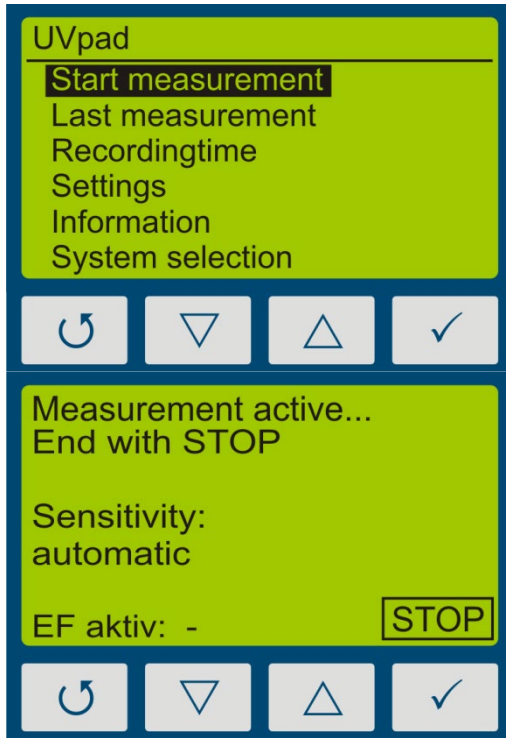 UVpad
Start measurement
Last measurement
Recordingtime
Settings
Information
System selection
Measurement active...
End with STOP
Sensitivity:
automatic
EF aktiv: -
STOP